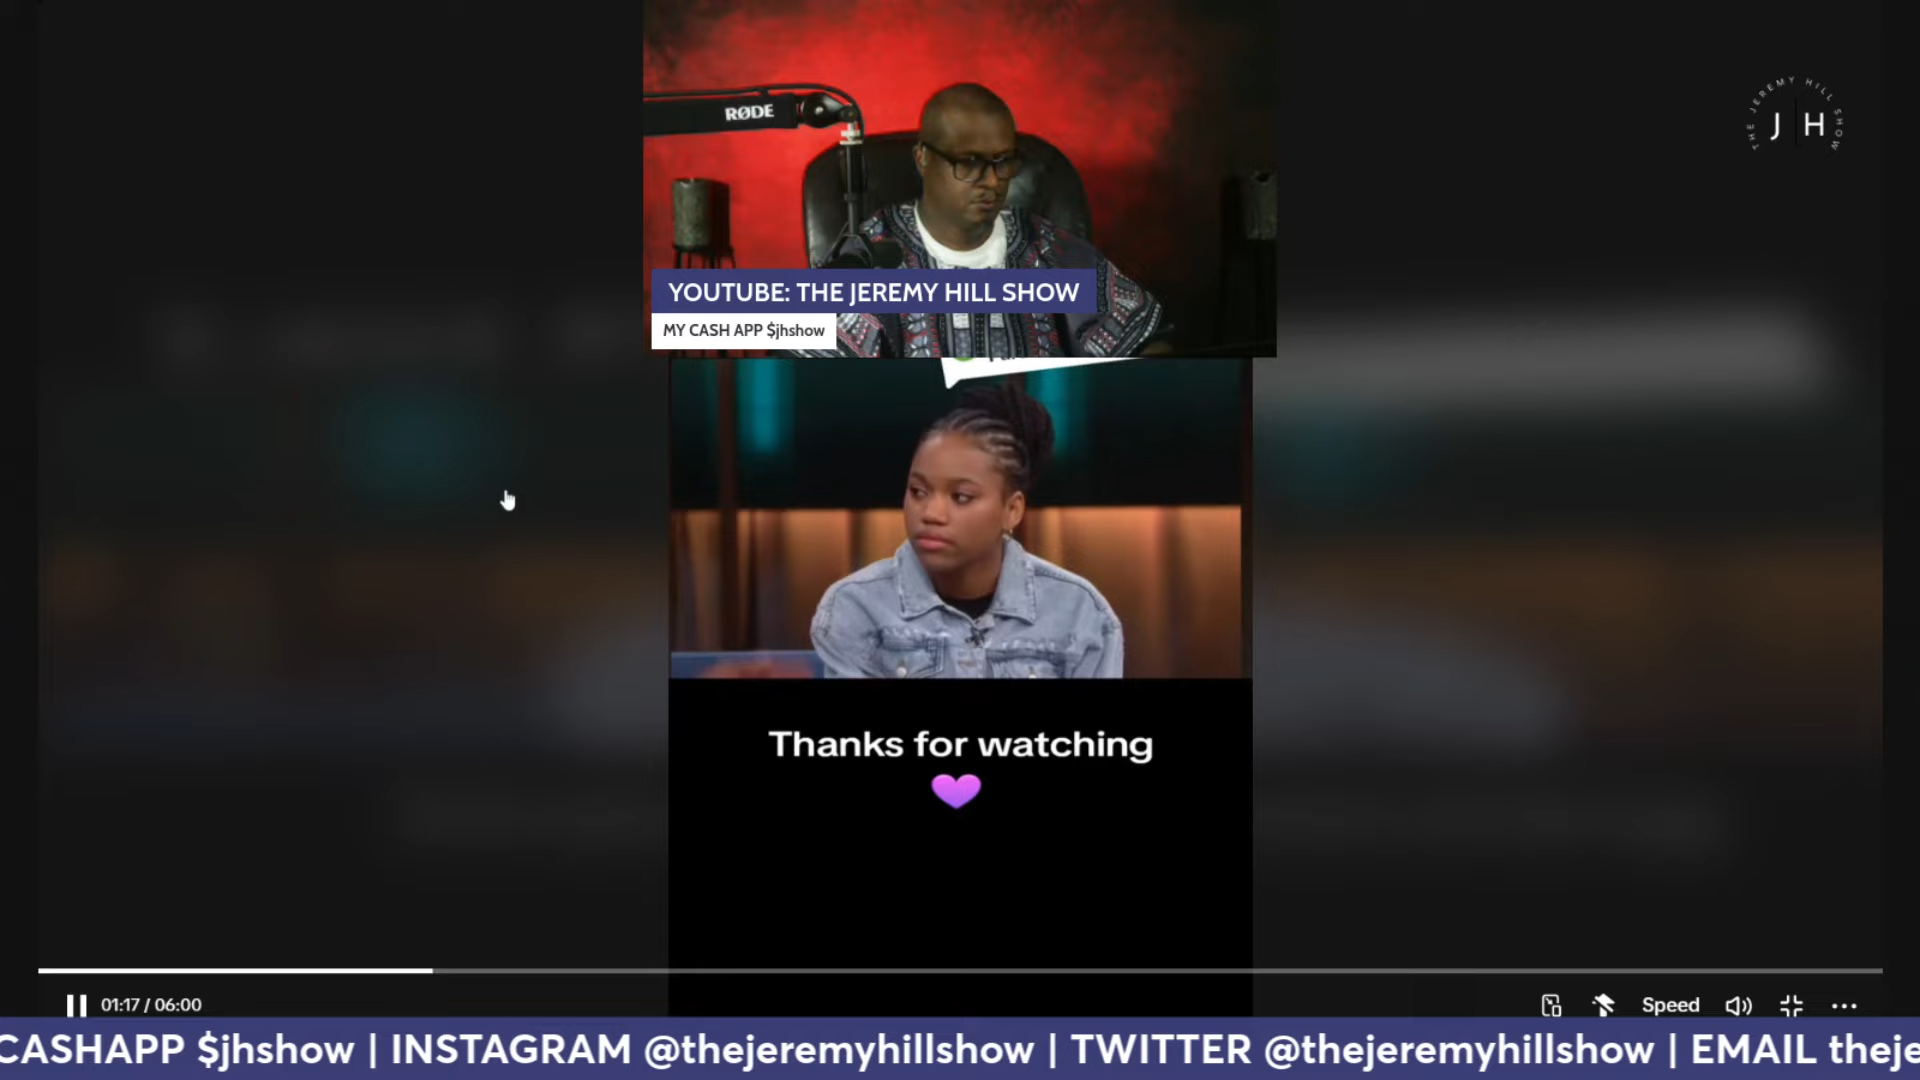 RØDE
THE JEREMY HILL SHOW
J H
YOUTUBE: THE JEREMY HILL SHOW
MY CASH APP $jhshow
Thanks for watching
01:17 / 06:00
Speed
CASHAPP $jhshow | INSTAGRAM @thejeremyhillshow | TWITTER @thejeremyhillshow | EMAIL theje